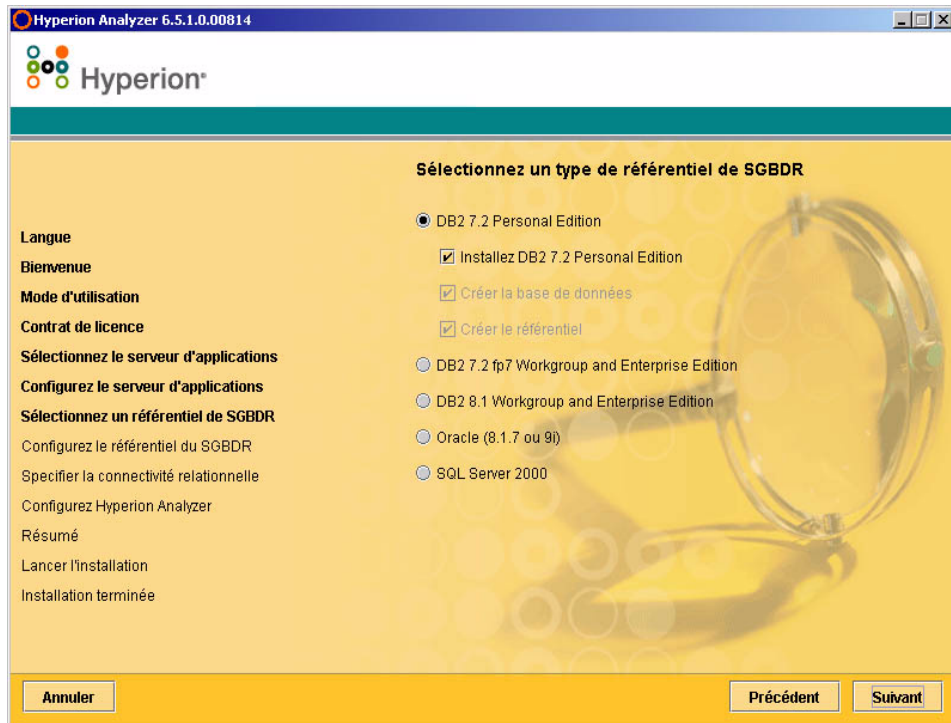 Hyperion Analyzer 6.5.1.0.00814
Hyperion®
Sélectionnez un type de référentiel de SGBDR
Langue
Bienvenue
Mode d'utilisation
Contrat de licence
Sélectionnez le serveur d'applications
Configurez le serveur d'applications
Sélectionnez un référentiel de SGBDR
Configurez le référentiel du SGBDR
Specifier la connectivité relationnelle
Configurez Hyperion Analyzer
Résumé
Lancer l'installation
Installation terminée
DB2 7.2 Personal Edition
Installez DB2 7.2 Personal Edition
Créer la base de données
Créer le référentiel
DB2 7.2 fp7 Workgroup and Enterprise Edition
DB2 8.1 Workgroup and Enterprise Edition
Oracle (8.1.7 ou 9i)
SQL Server 2000
Annuler
Précédent
Suivant